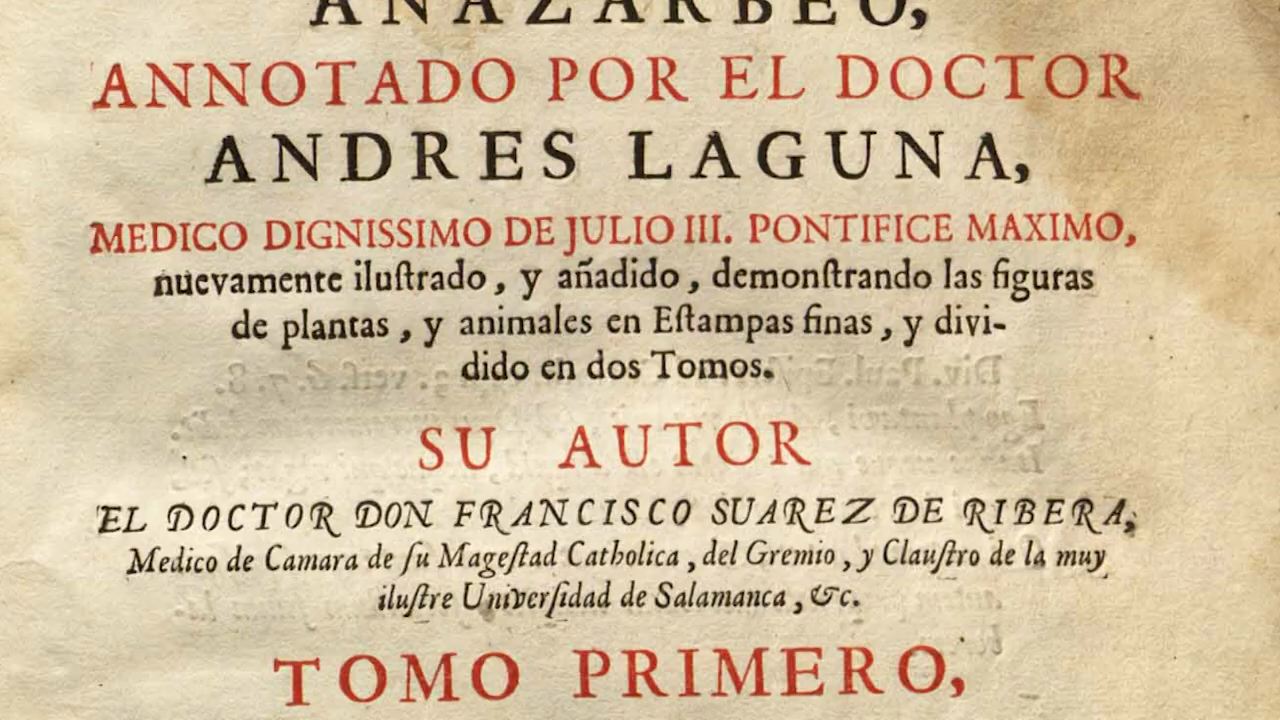 ANAZARBEO,
ANNOTADO POR EL DOCTOR
ANDRES LAGUNA,
MEDICO DIGNISSIMO DE JULIO III. PONTIFICE MAXIMO,
nuevamente iluſtrado, y añadido, demonſtrando las figuras
de plantas, y animales en Eſtampas finas, y divi-
dido en dos Tomos.
SU AUTOR
EL DOCTOR DON FRANCISCO SUAREZ DE RIBERA,
Medico de Camara de ſu Mageſtad Catholica, del Gremio, y Clauſtro de la muy
iluſtre Univerſidad de Salamanca, &c.
TOMO PRIMERO,